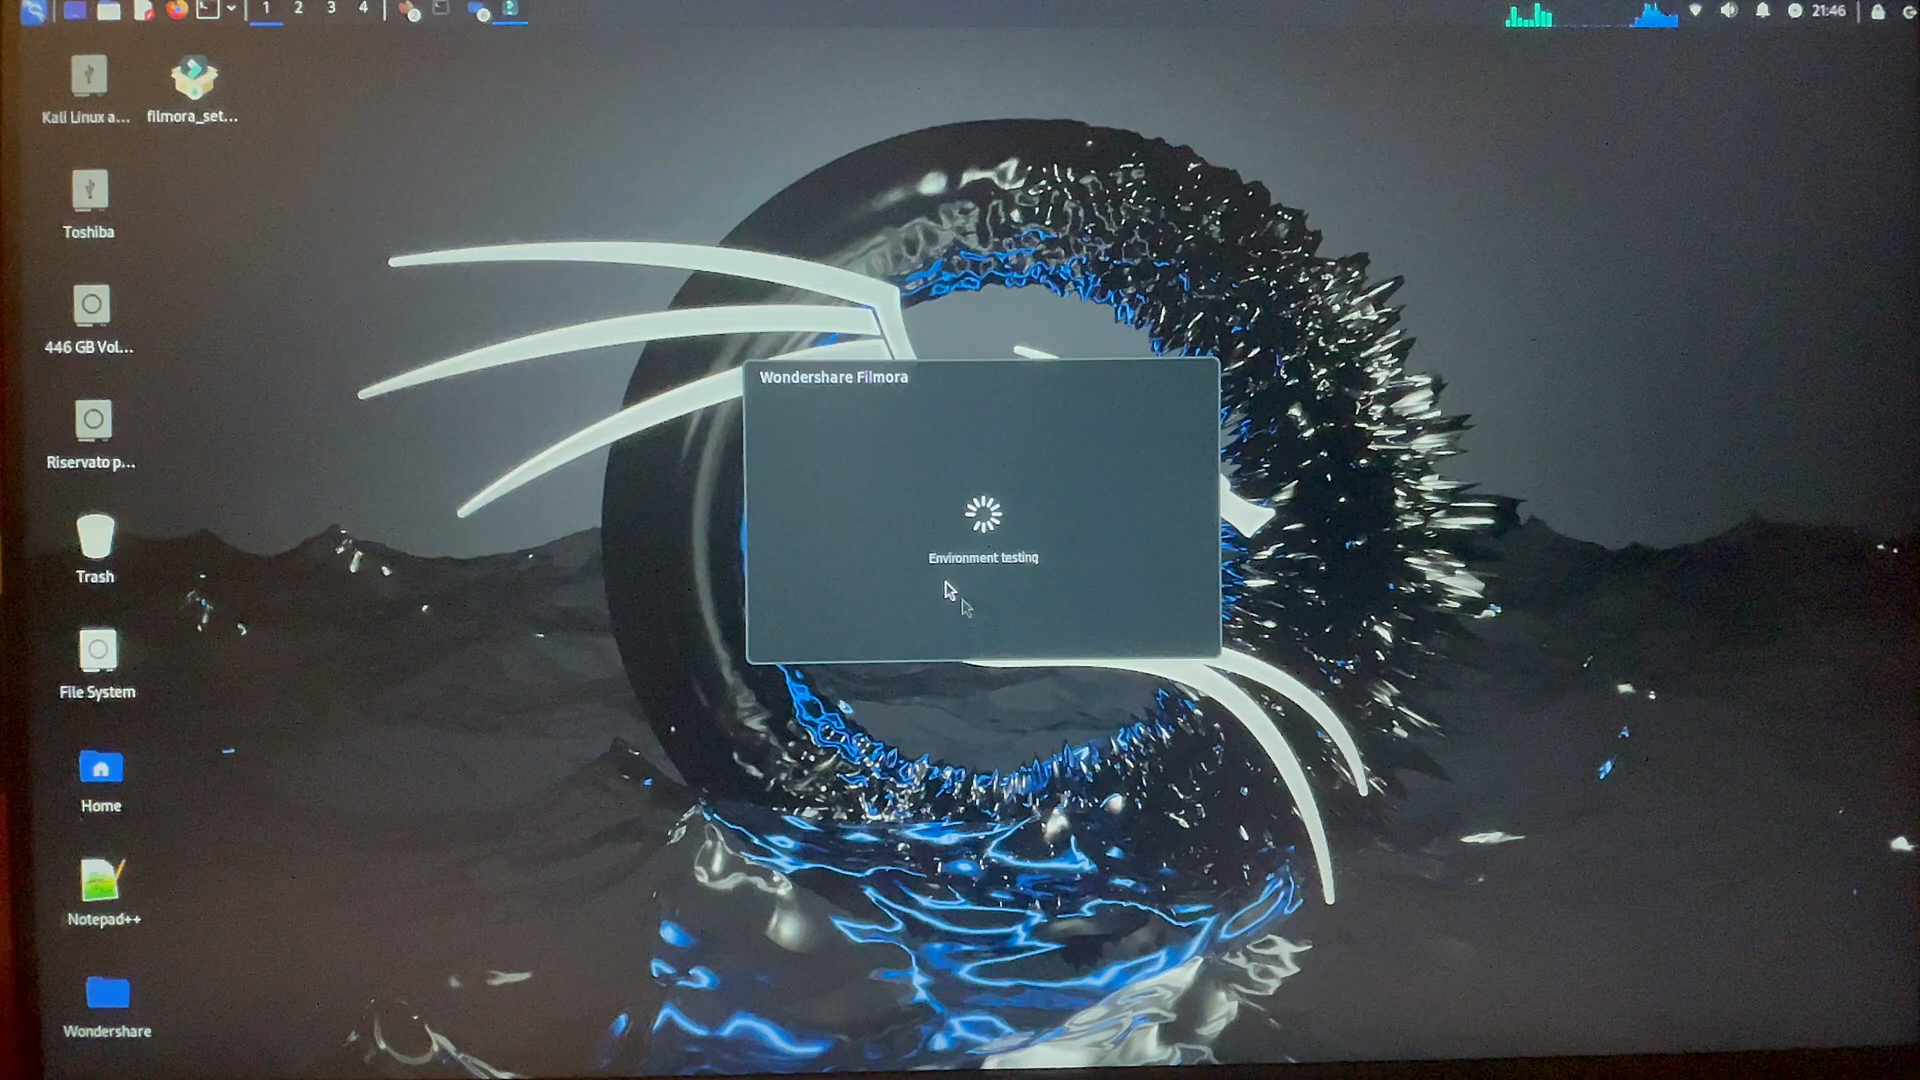 1 2 3 4
2
21:46
Kali Linux a...
filmora_set...
Toshiba
446 GB Vol...
Riservato p...
Trash
File System
Home
Notepad++
Wondershare
Wondershare Filmora
Environment testing